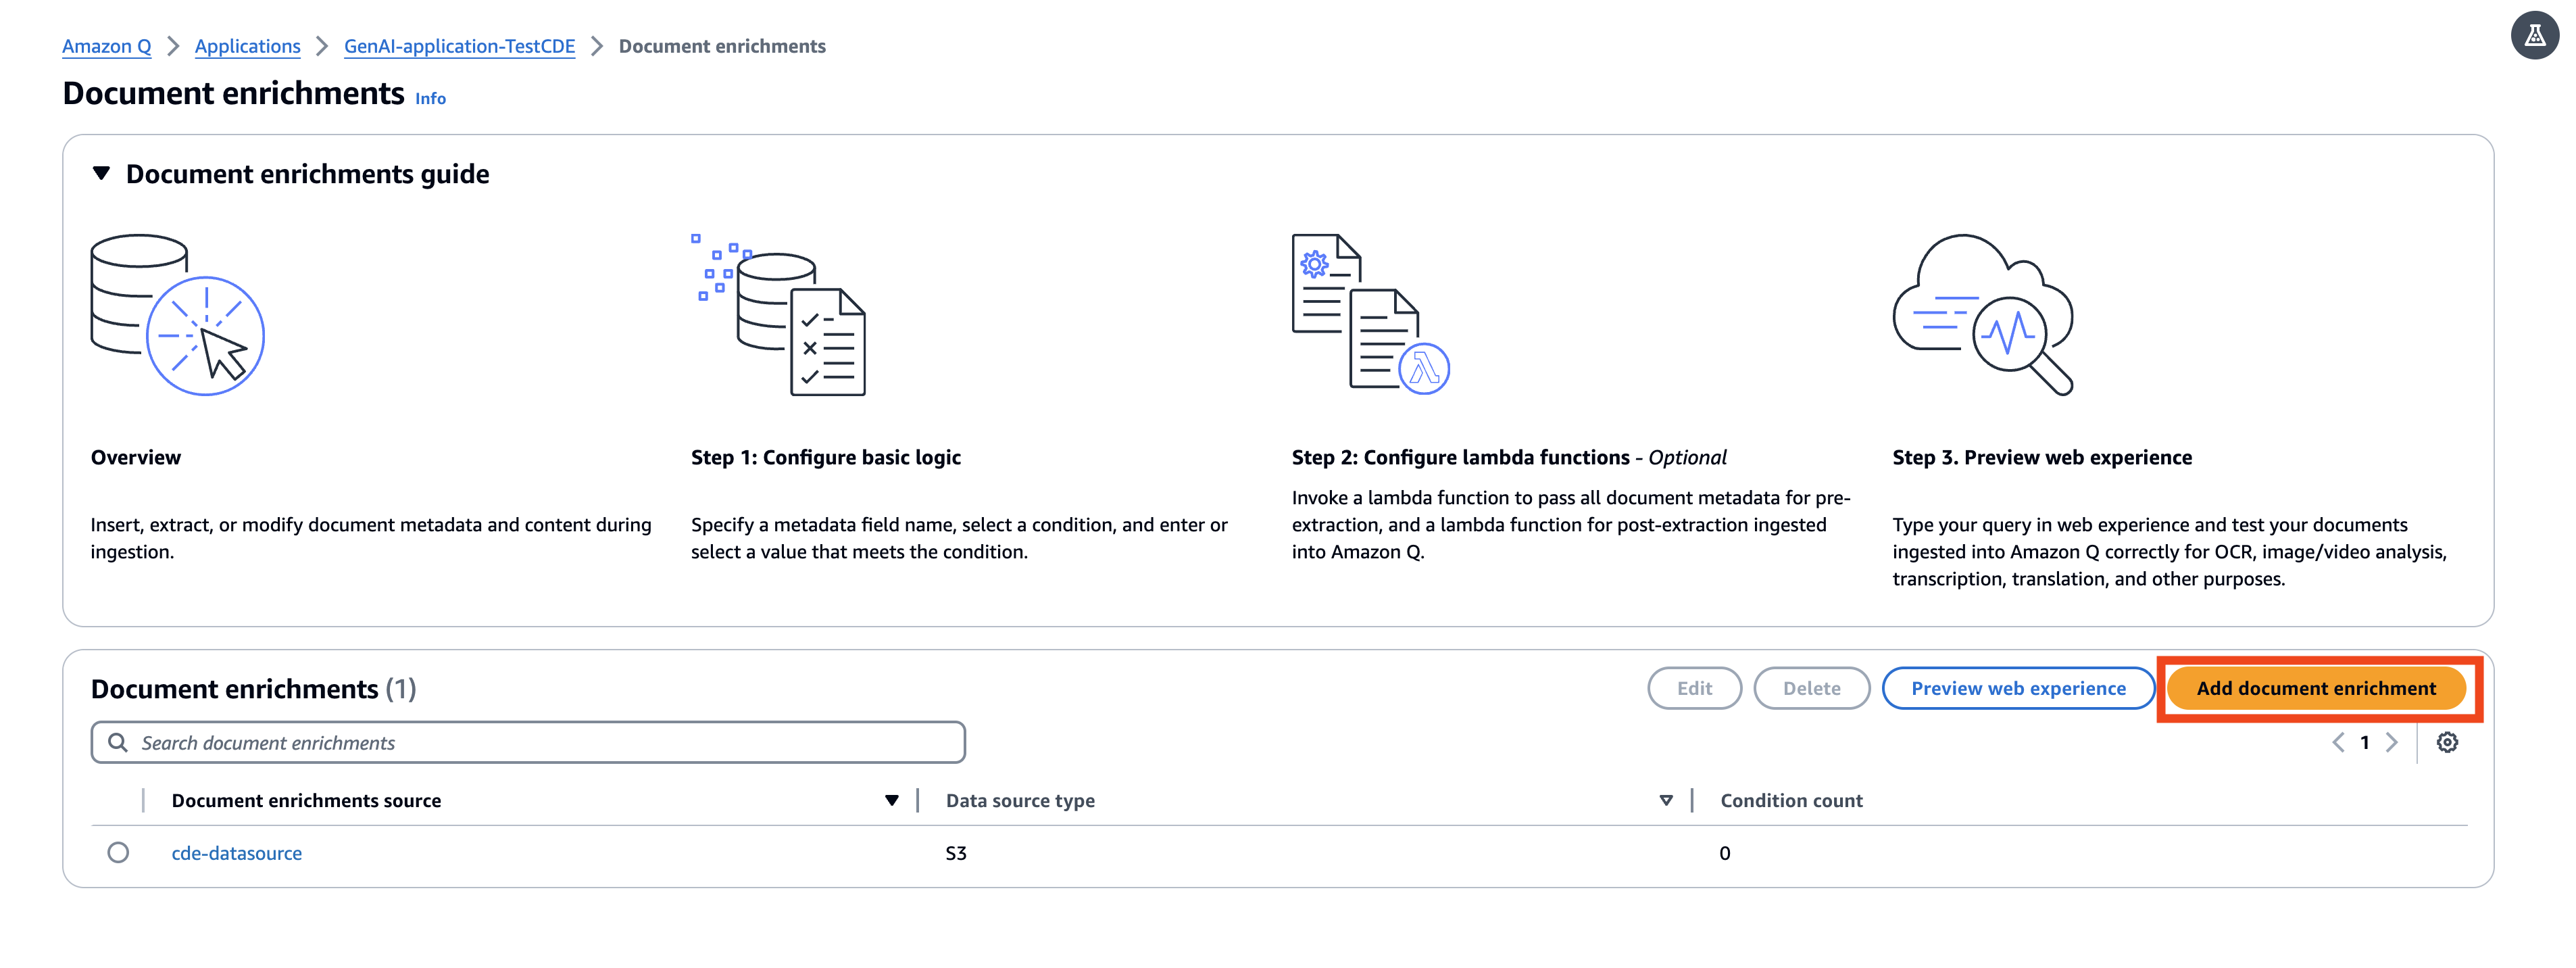 Amazon Q > Applications > GenAI-application-TestCDE > Document enrichments
Document enrichments Info
Document enrichments guide
Overview
Insert, extract, or modify document metadata and content during
ingestion.
Step 1: Configure basic logic
Specify a metadata field name, select a condition, and enter or
select a value that meets the condition.
Step 2: Configure lambda functions - Optional
Invoke a lambda function to pass all document metadata for pre-
extraction, and a lambda function for post-extraction ingested
into Amazon Q.
Step 3. Preview web experience
Type your query in web experience and test your documents
ingested into Amazon Q correctly for OCR, image/video analysis,
transcription, translation, and other purposes.
Document enrichments (1)
Edit Delete Preview web experience Add document enrichment
Search document enrichments
1
Document enrichments source Data source type Condition count
cde-datasource S3 0